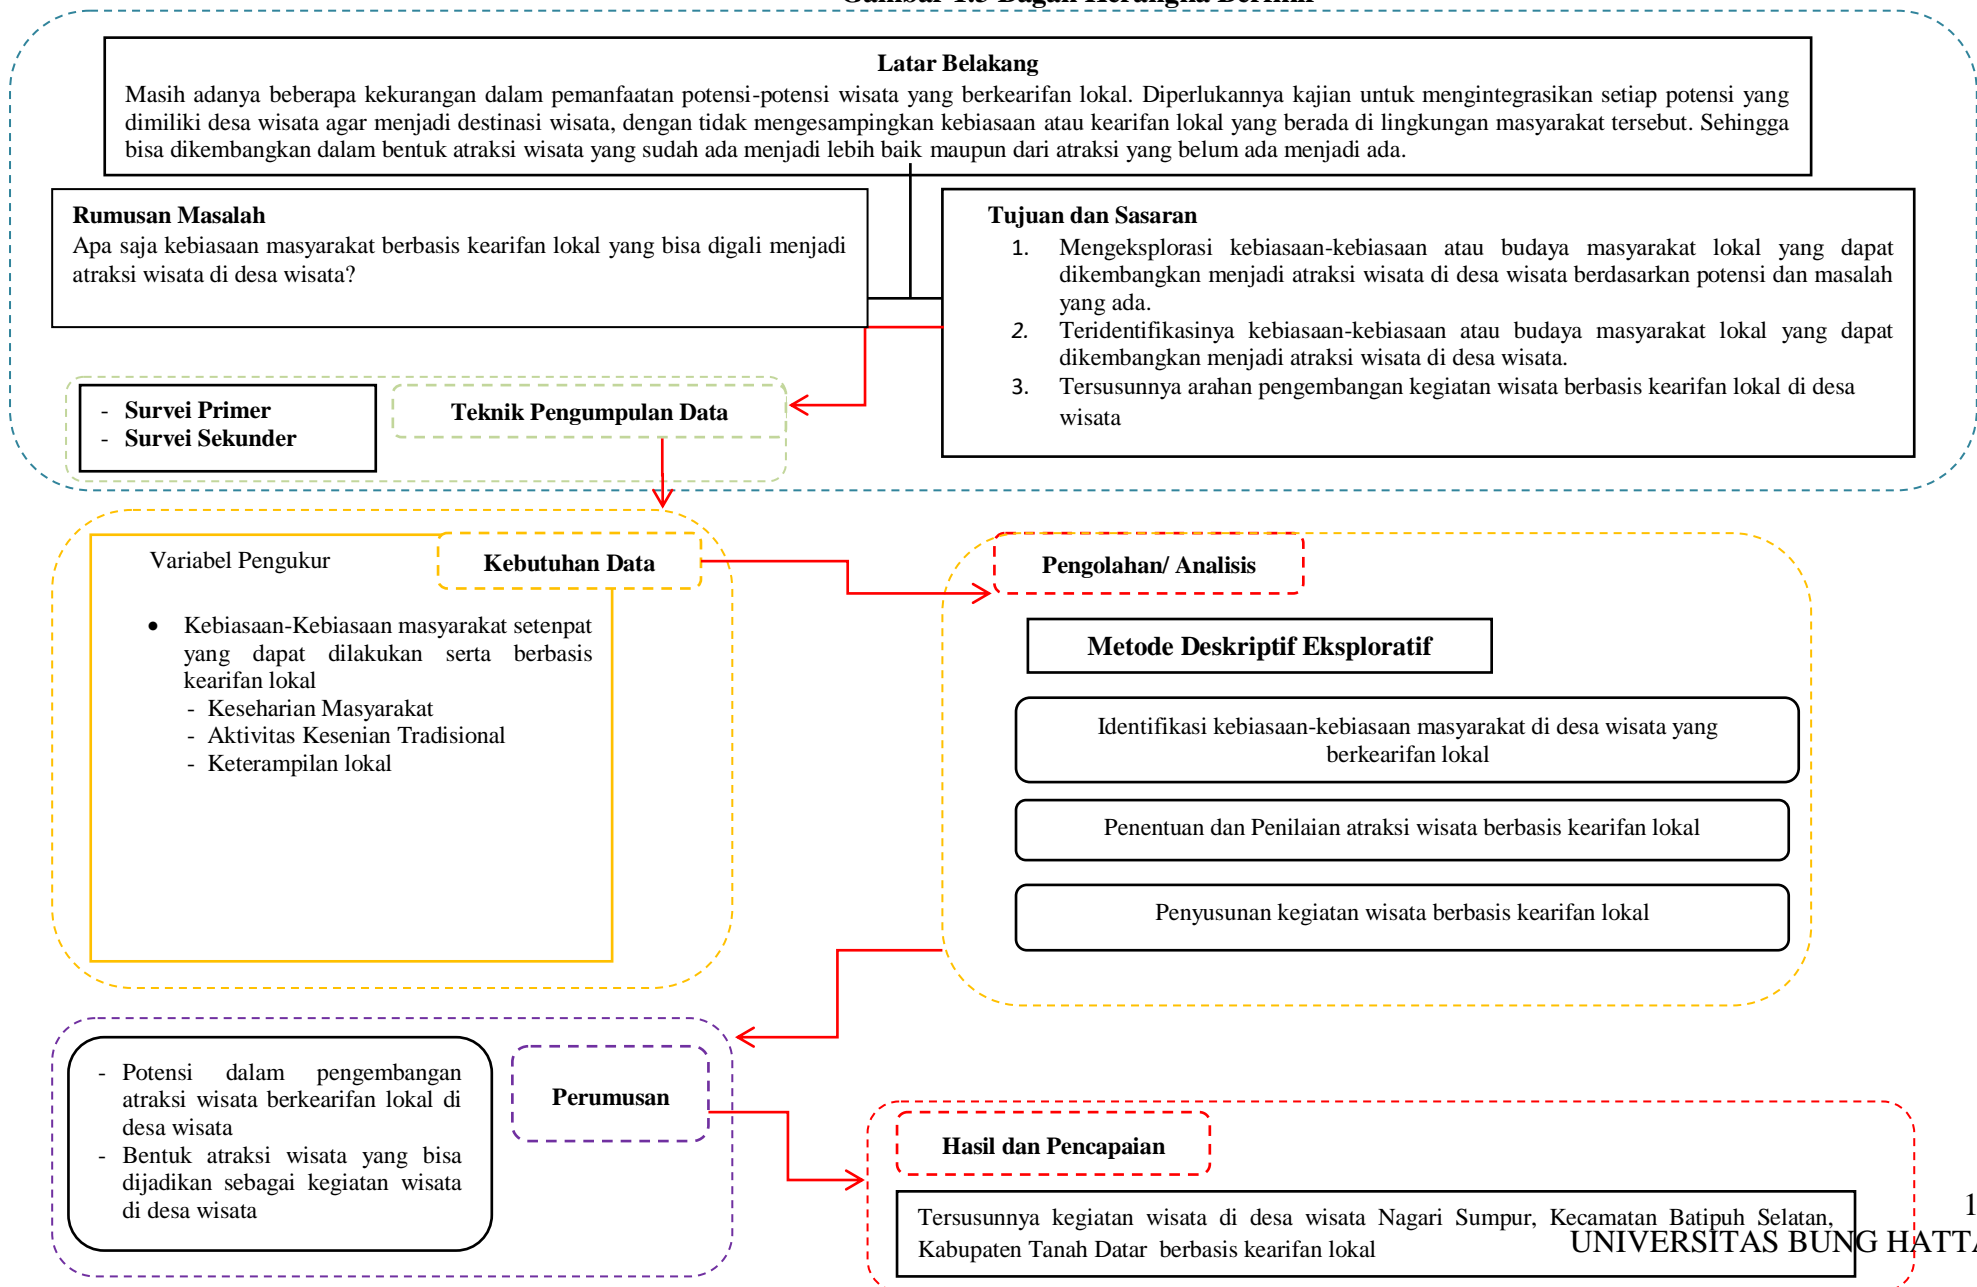 Gambar 1.3 Bagan Kerangka Berfikir
Latar Belakang
Masih adanya beberapa kekurangan dalam pemanfaatan potensi-potensi wisata yang berkearifan lokal. Diperlukannya kajian untuk mengintegrasikan setiap potensi yang
dimiliki desa wisata agar menjadi destinasi wisata, dengan tidak mengesampingkan kebiasaan atau kearifan lokal yang berada di lingkungan masyarakat tersebut. Sehingga
bisa dikembangkan dalam bentuk atraksi wisata yang sudah ada menjadi lebih baik maupun dari atraksi yang belum ada menjadi ada.
Rumusan Masalah
Apa saja kebiasaan masyarakat berbasis kearifan lokal yang bisa digali menjadi
atraksi wisata di desa wisata?
Tujuan dan Sasaran
1. Mengeksplorasi kebiasaan-kebiasaan atau budaya masyarakat lokal yang dapat
dikembangkan menjadi atraksi wisata di desa wisata berdasarkan potensi dan masalah
yang ada.
2. Teridentifikasinya kebiasaan-kebiasaan atau budaya masyarakat lokal yang dapat
dikembangkan menjadi atraksi wisata di desa wisata.
3. Tersusunnya arahan pengembangan kegiatan wisata berbasis kearifan lokal di desa
wisata
- Survei Primer
- Survei Sekunder
Teknik Pengumpulan Data
Variabel Pengukur
Kebutuhan Data
• Kebiasaan-Kebiasaan masyarakat setenpat
yang dapat dilakukan serta berbasis
kearifan lokal
- Keseharian Masyarakat
- Aktivitas Kesenian Tradisional
- Keterampilan lokal
Pengolahan/ Analisis
Metode Deskriptif Eksploratif
Identifikasi kebiasaan-kebiasaan masyarakat di desa wisata yang
berkearifan lokal
Penentuan dan Penilaian atraksi wisata berbasis kearifan lokal
Penyusunan kegiatan wisata berbasis kearifan lokal
- Potensi dalam pengembangan
atraksi wisata berkearifan lokal di
desa wisata
- Bentuk atraksi wisata yang bisa
dijadikan sebagai kegiatan wisata
di desa wisata
Perumusan
Hasil dan Pencapaian
Tersusunnya kegiatan wisata di desa wisata Nagari Sumpur, Kecamatan Batipuh Selatan,
Kabupaten Tanah Datar berbasis kearifan lokal
1
UNIVERSITAS BUNG HATTA